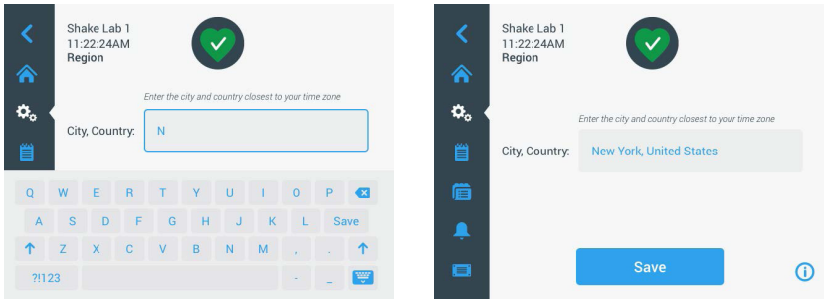 Shake Lab 1
11:22:24AM
Region
Enter the city and country closest to your time zone
City, Country: N
Q W E R T Y U I O P
A S D F G H J K L Save
Z X C V B N M , .
?!123 - _
Shake Lab 1
11:22:24AM
Region
Enter the city and country closest to your time zone
City, Country: New York, United States
Save